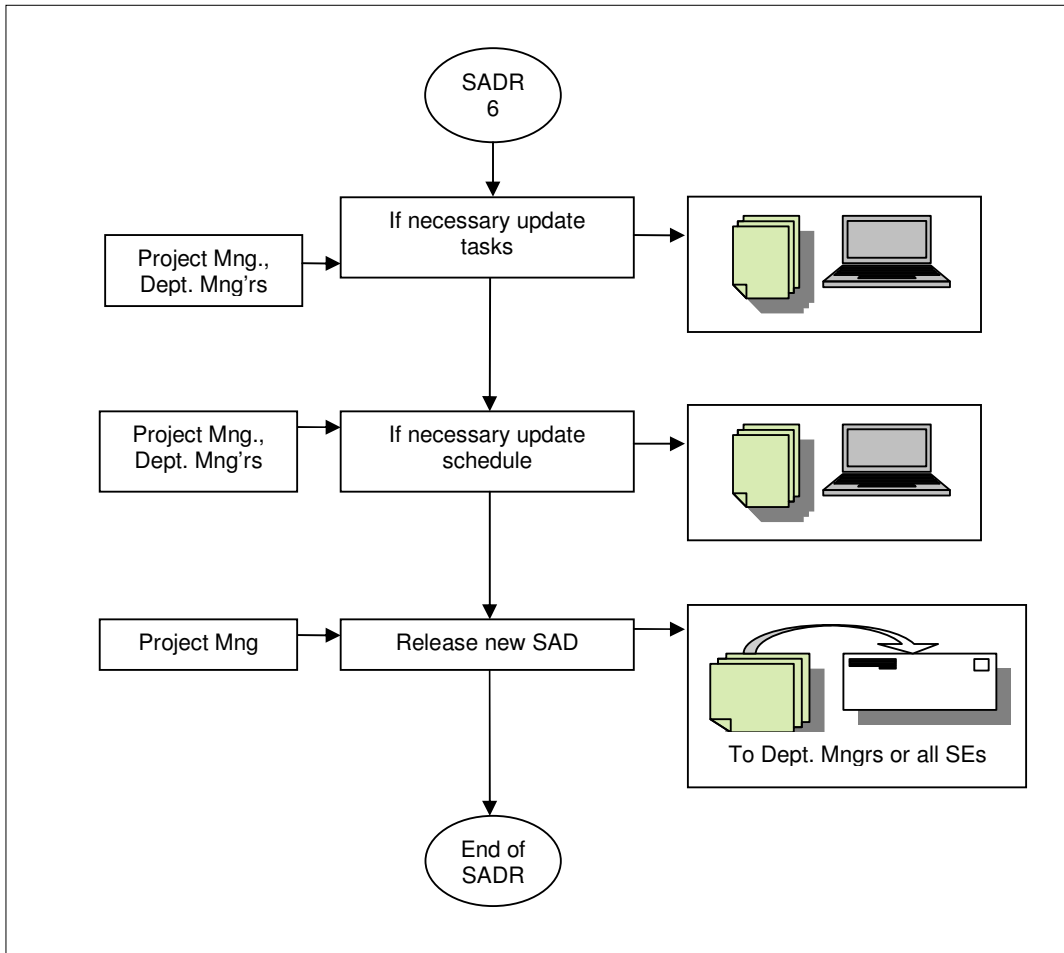 SADR
6
If necessary update
tasks
Project Mng.,
Dept. Mng'rs
Project Mng.,
Dept. Mng'rs
If necessary update
schedule
Project Mng
Release new SAD
To Dept. Mngrs or all SEs
End of
SADR